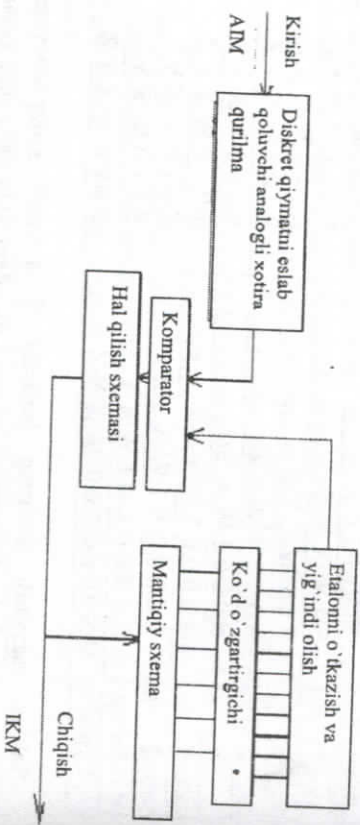 Kirish
AIM
Diskret qiymatni eslab
qoluvchi analogli xotira
qurilma
Komparator
Hal qilish sxemasi
Etalonni o`tkazish va
yig`indi olish
Ko`d o`zgartirgichi
Mantiqiy sxema
Chiqish
IKM